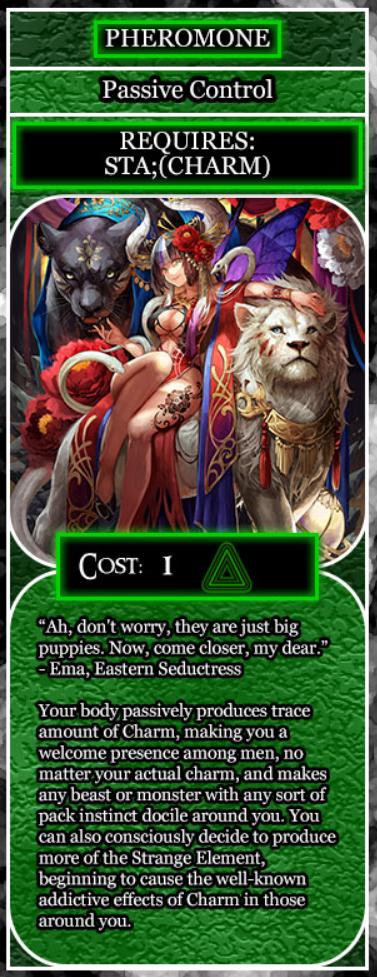 PHEROMONE
Passive Control
REQUIRES:
STA;(CHARM)
COST: 1
“Ah, don't worry, they are just big
puppies. Now, come closer, my dear.”
- Ema, Eastern Seductress
Your body passively produces trace
amount of Charm, making you a
welcome presence among men, no
matter your actual charm, and makes
any beast or monster with any sort of
pack instinct docile around you. You
can also consciously decide to produce
more of the Strange Element,
beginning to cause the well-known
addictive effects of Charm in those
around you.